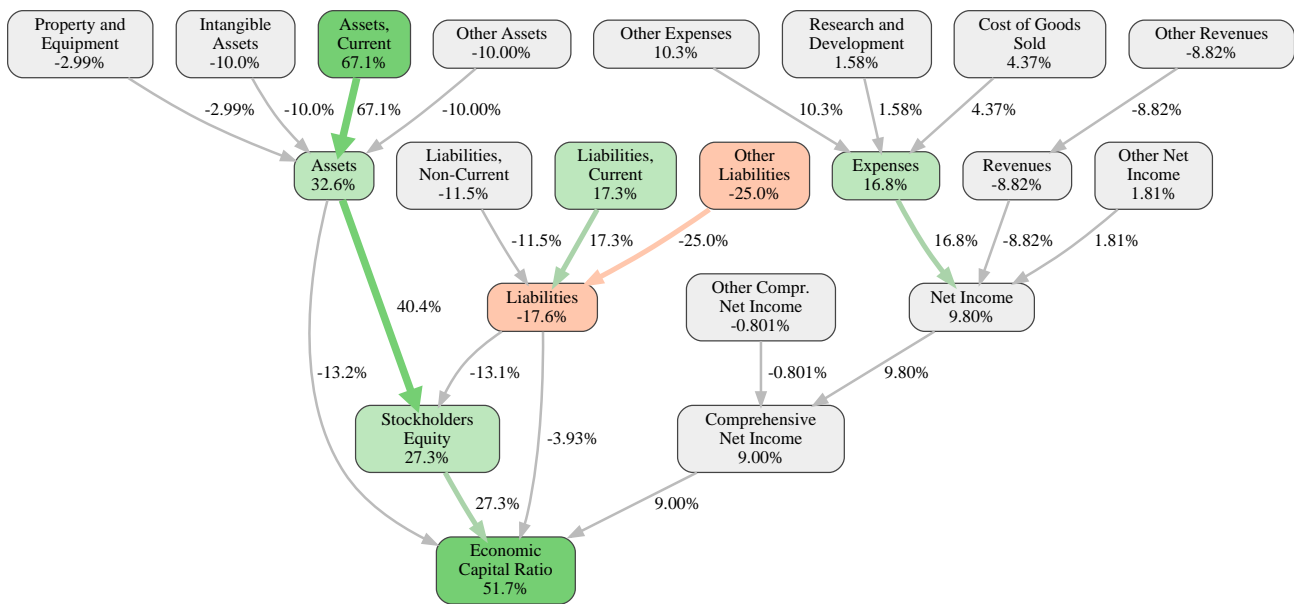 Property and
Equipment
-2.99%
Intangible
Assets
-10.0%
Assets,
Current
67.1%
Other Assets
-10.00%
Other Expenses
10.3%
Research and
Development
1.58%
Cost of Goods
Sold
4.37%
Other Revenues
-8.82%
-2.99%
-10.0%
67.1%
-10.00%
10.3%
1.58%
4.37%
-8.82%
Assets
32.6%
Liabilities,
Non-Current
-11.5%
Liabilities,
Current
17.3%
Other
Liabilities
-25.0%
Expenses
16.8%
Revenues
-8.82%
Other Net
Income
1.81%
-11.5%
17.3%
-25.0%
16.8%
-8.82%
1.81%
40.4%
Liabilities
-17.6%
Other Compr.
Net Income
-0.801%
Net Income
9.80%
-13.2%
-13.1%
-0.801%
9.80%
Stockholders
Equity
27.3%
-3.93%
Comprehensive
Net Income
9.00%
27.3%
9.00%
Economic
Capital Ratio
51.7%